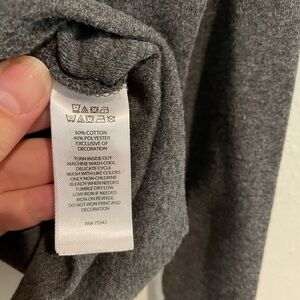 60% COTTON
40% POLYESTER
EXCLUSIVE OF
DECORATION
TURN INSIDE OUT
MACHINE WASH COOL
DELICATE CYCLE
WASH WITH LIKE COLORS
ONLY NON-CHLORINE
BLEACH WHEN NEEDED
TUMBLE DRY LOW
LOW IRON IF NEEDED
IRON ON REVERSE
DO NOT IRON PRINT AND
DECORATION
RN# 75343